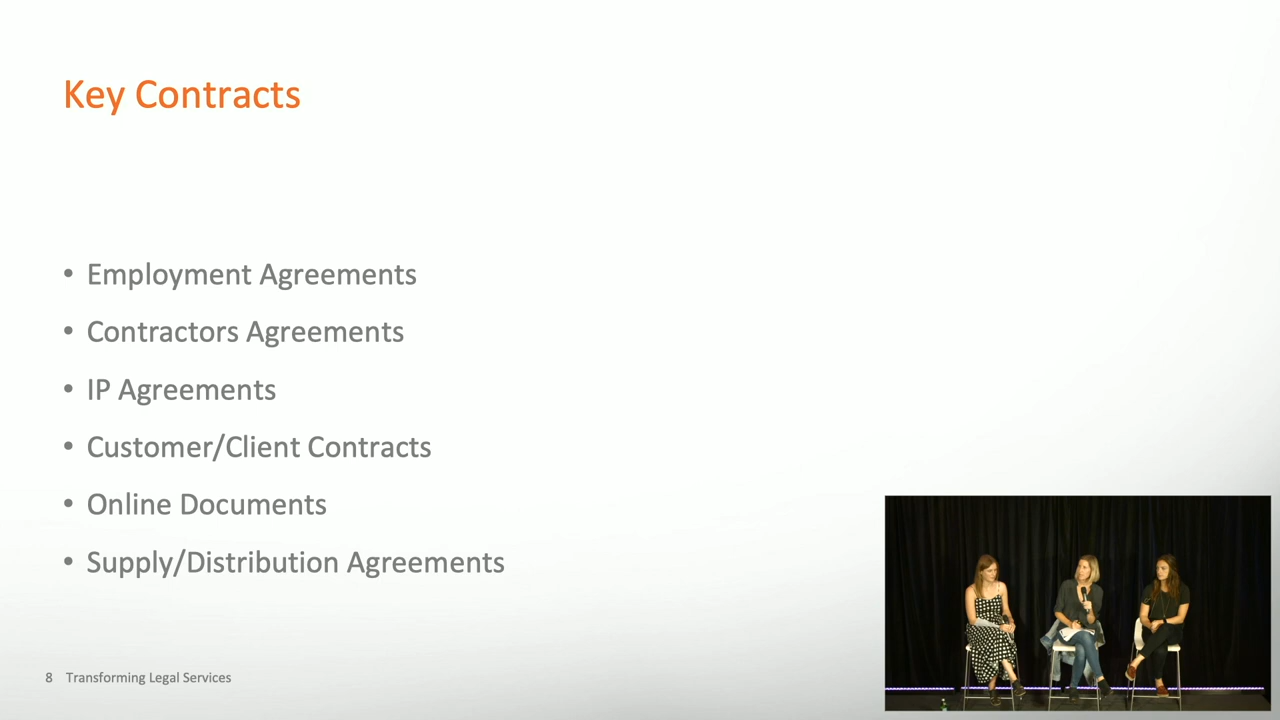 Key Contracts
• Employment Agreements
• Contractors Agreements
• IP Agreements
• Customer/Client Contracts
• Online Documents
• Supply/Distribution Agreements
8 Transforming Legal Services